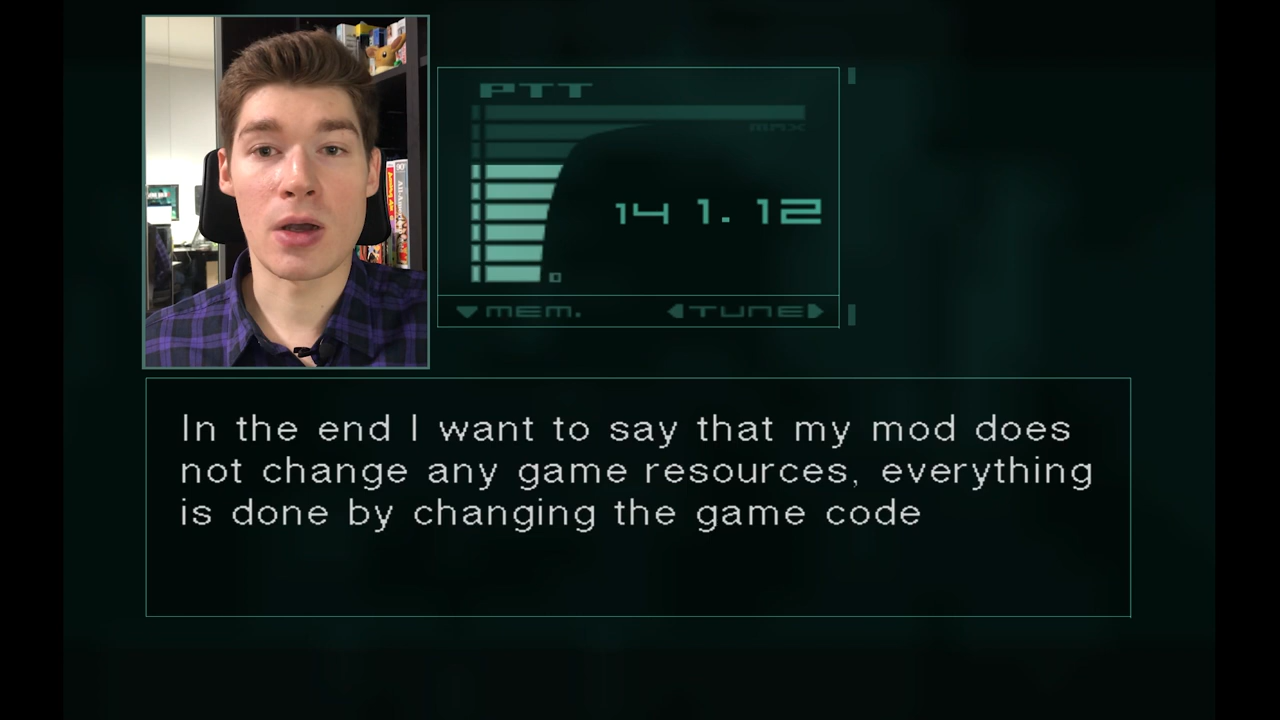 PTT
MAX
141.12
MEM.
TUNE
In the end I want to say that my mod does
not change any game resources, everything
is done by changing the game code